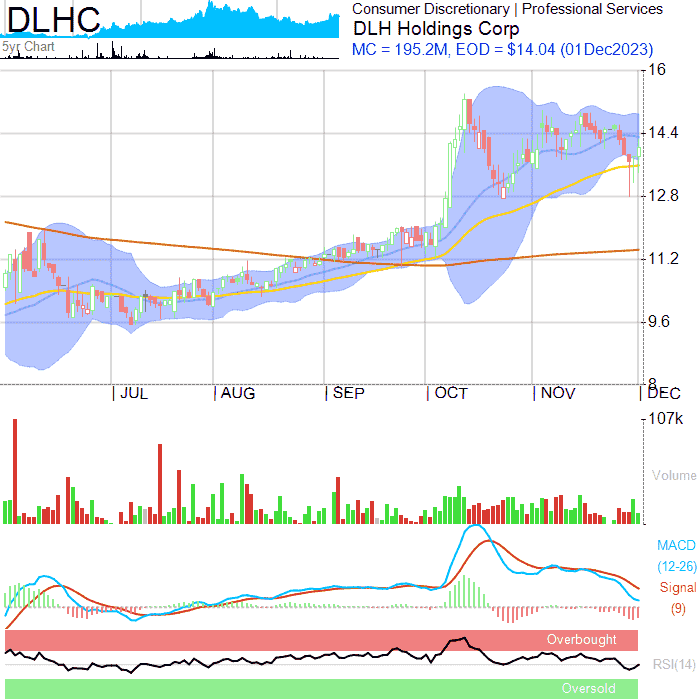 DLHC
5yr Chart
Consumer Discretionary | Professional Services
DLH Holdings Corp
MC = 195.2M, EOD = $14.04 (01Dec2023)
16
14.4
12.8
11.2
9.6
8
JUL
AUG
SEP
OCT
NOV
DEC
107k
Volume
MACD
(12-26)
Signal
(9)
Overbought
RSI(14)
Oversold